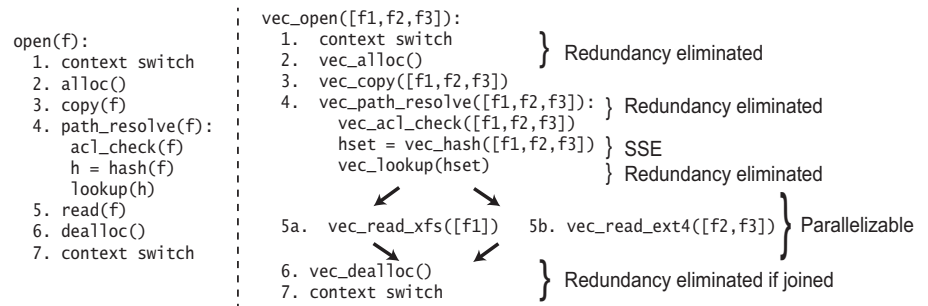 open(f):
1. context switch
2. alloc()
3. copy(f)
4. path_resolve(f):
acl_check(f)
h = hash(f)
lookup(h)
5. read(f)
6. dealloc()
7. context switch
vec_open([f1,f2,f3]):
1. context switch
2. vec_alloc()
} Redundancy eliminated
3. vec_copy([f1,f2,f3])
4. vec_path_resolve([f1,f2,f3]): } Redundancy eliminated
vec_acl_check([f1,f2,f3])
hset = vec_hash([f1,f2,f3]) } SSE
vec_lookup(hset) } Redundancy eliminated
5a. vec_read_xfs([f1]) 5b. vec_read_ext4([f2,f3]) } Parallelizable
6. vec_dealloc()
7. context switch
} Redundancy eliminated if joined